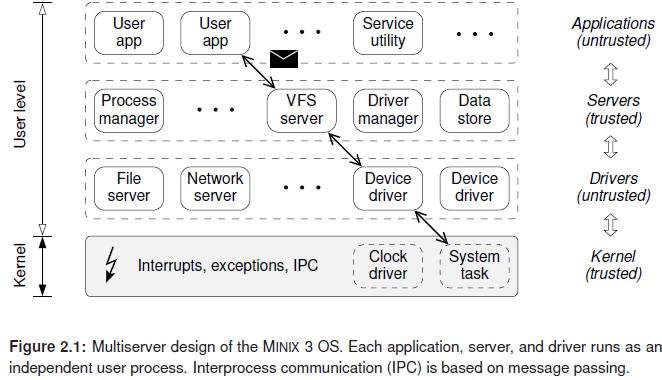 User app
User app
• • •
Service utility
• • •
Applications (untrusted)
User level
Process manager
• • •
VFS server
Driver manager
Data store
Servers (trusted)
File server
Network server
• • •
Device driver
Device driver
Drivers (untrusted)
Kernel
Interrupts, exceptions, IPC
Clock driver
System task
Kernel (trusted)
Figure 2.1: Multiserver design of the MINIX 3 OS. Each application, server, and driver runs as an
independent user process. Interprocess communication (IPC) is based on message passing.